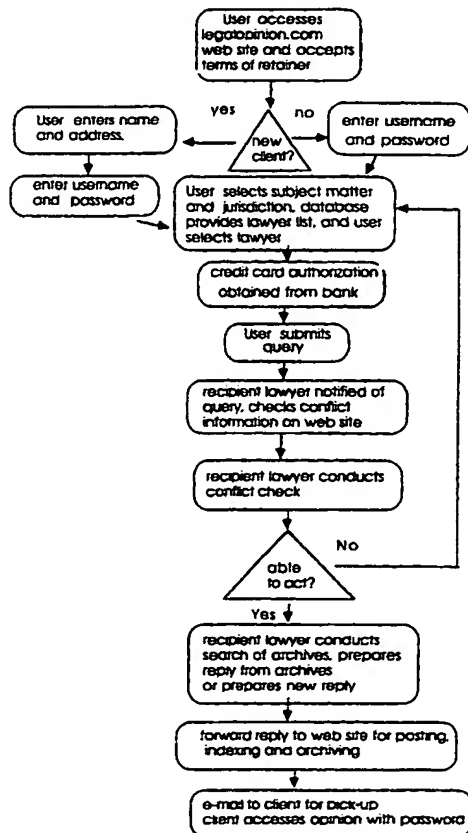 User accesses
legalopinion.com
web site and accepts
terms of retainer
yes
no
User enters name
and address.
new
client?
enter username
and password
enter username
and password
User selects subject matter
and jurisdiction, database
provides lawyer list, and user
selects lawyer
credit card authorization
obtained from bank
User submits
query
recipient lawyer notified of
query, checks conflict
information on web site
recipient lawyer conducts
conflict check
able
to act?
No
Yes
recipient lawyer conducts
search of archives, prepares
reply from archives
or prepares new reply
forward reply to web site for posting,
indexing and archiving
e-mail to client for pick-up
client accesses opinion with password